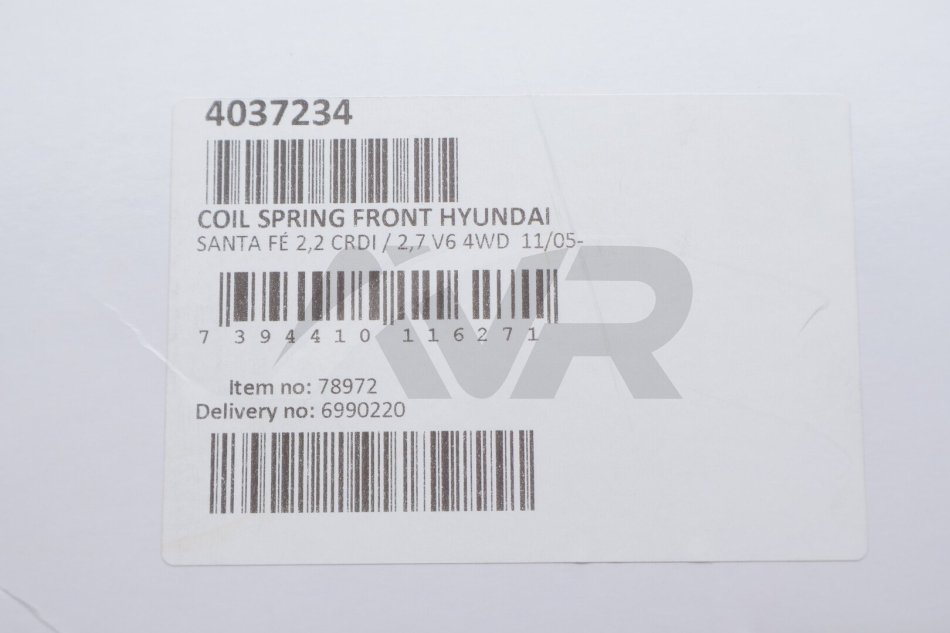 4037234
COIL SPRING FRONT HYUNDAI
SANTA FÉ 2,2 CRDI / 2,7 V6 4WD 11/05-
7 394410 116271
Item no: 78972
Delivery no: 6990220